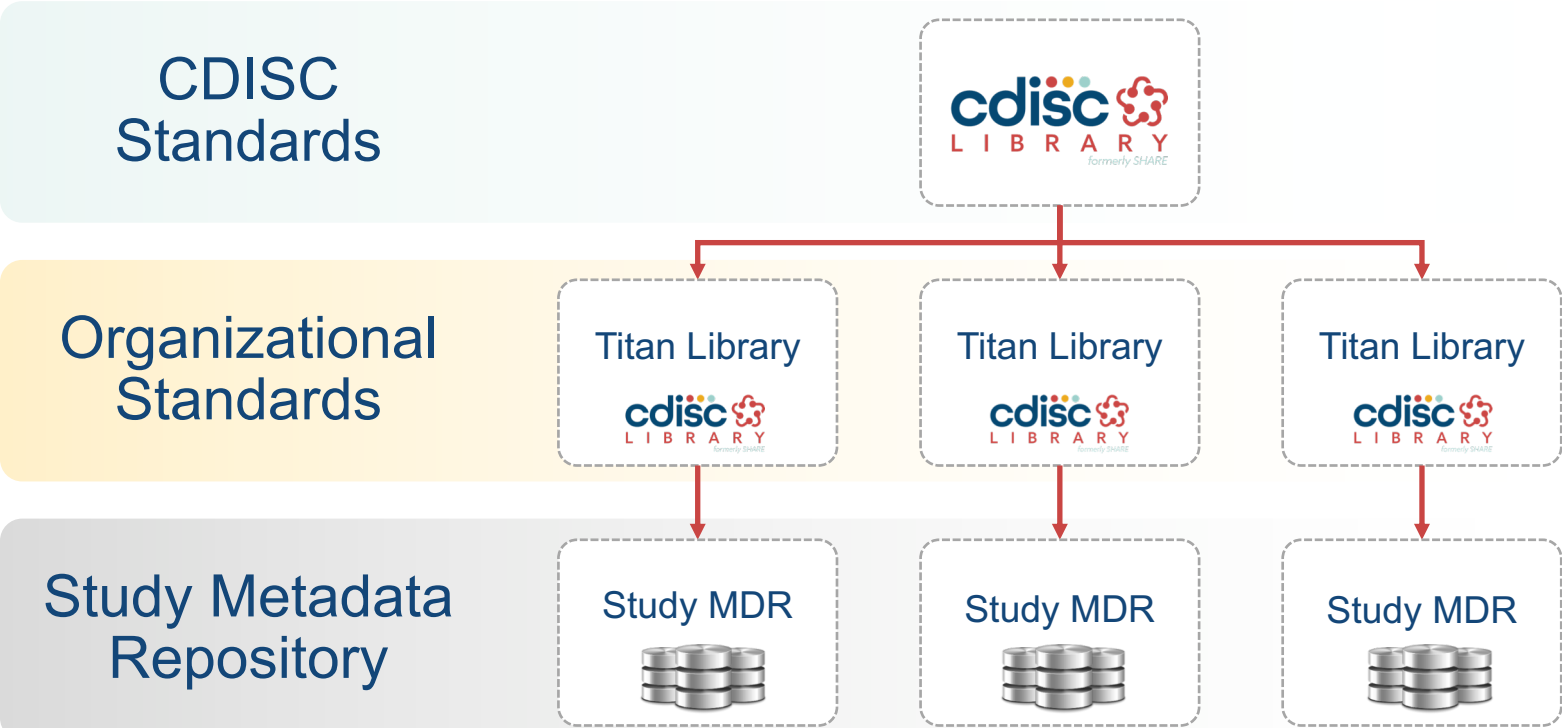 CDISC
Standards
cdisc
LIBRARY
formerly SHARE
Organizational
Standards
Titan Library
cdisc
LIBRARY
formerly SHARE
Titan Library
cdisc
LIBRARY
formerly SHARE
Titan Library
cdisc
LIBRARY
formerly SHARE
Study Metadata
Repository
Study MDR
Study MDR
Study MDR